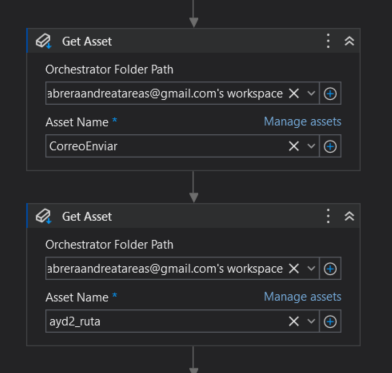 Get Asset
Orchestrator Folder Path
abreraandreatareas@gmail.com's workspace
Asset Name * Manage assets
CorreoEnviar
Get Asset
Orchestrator Folder Path
abreraandreatareas@gmail.com's workspace
Asset Name * Manage assets
ayd2_ruta